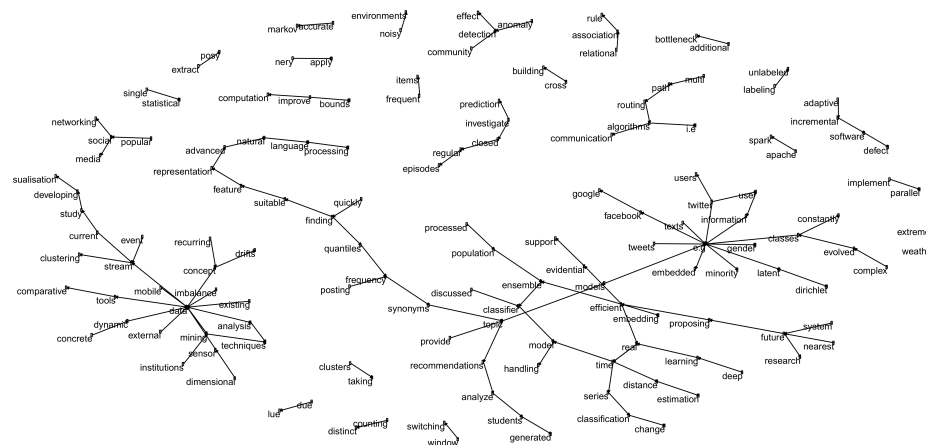 environments
effect
rule
markov
accurate
anomaly
noisy
detection
association
bottleneck
posy
community
relational
additional
extract
nery
apply
building
multi
unlabeled
items
cross
path
single
computation
improve
bounds
frequent
labeling
statistical
prediction
routing
adaptive
networking
investigate
algorithms
i.e
incremental
social
popular
natural
communication
spark
software
advanced
language
processing
regular
closed
apache
defect
media
representation
episodes
sualisation
users
implement
developing
feature
google
use
parallel
suitable
quickly
twitter
study
finding
facebook
information
constantly
processed
texts
current
event
recurring
support
classes
extreme
stream
quantiles
tweets
e.g
gender
evolved
weath
clustering
concept
drifts
population
evidential
embedded
minority
latent
complex
frequency
comparative
mobile
imbalance
posting
discussed
ensemble
models
dirichlet
tools
data
existing
synonyms
classifier
efficient
dynamic
analysis
topic
embedding
proposing
system
concrete
external
mining
provide
model
real
future
nearest
sensor
techniques
institutions
recommendations
handling
time
learning
research
dimensional
clusters
deep
taking
distance
analyze
series
estimation
lue
due
students
classification
distinct
counting
switching
change
window
generated